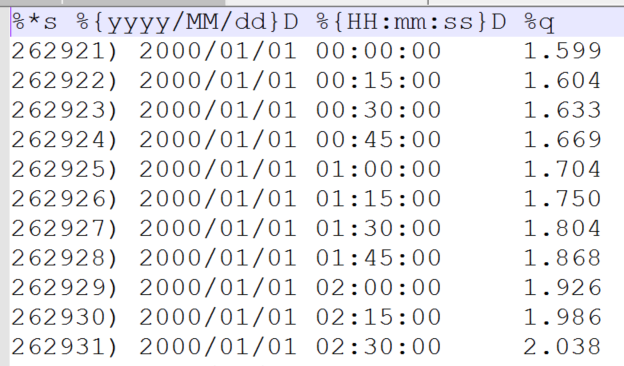 %*s %{yyyy/MM/dd}D %{HH:mm:ss}D %q
262921) 2000/01/01 00:00:00 1.599
262922) 2000/01/01 00:15:00 1.604
262923) 2000/01/01 00:30:00 1.633
262924) 2000/01/01 00:45:00 1.669
262925) 2000/01/01 01:00:00 1.704
262926) 2000/01/01 01:15:00 1.750
262927) 2000/01/01 01:30:00 1.804
262928) 2000/01/01 01:45:00 1.868
262929) 2000/01/01 02:00:00 1.926
262930) 2000/01/01 02:15:00 1.986
262931) 2000/01/01 02:30:00 2.038